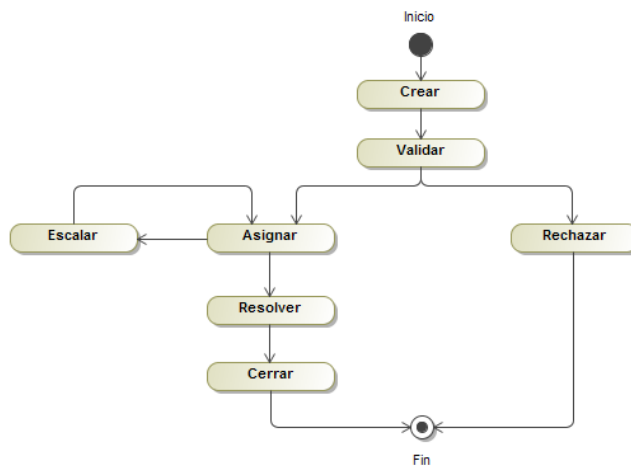 Inicio
Crear
Validar
Escalar
Asignar
Rechazar
Resolver
Cerrar
Fin